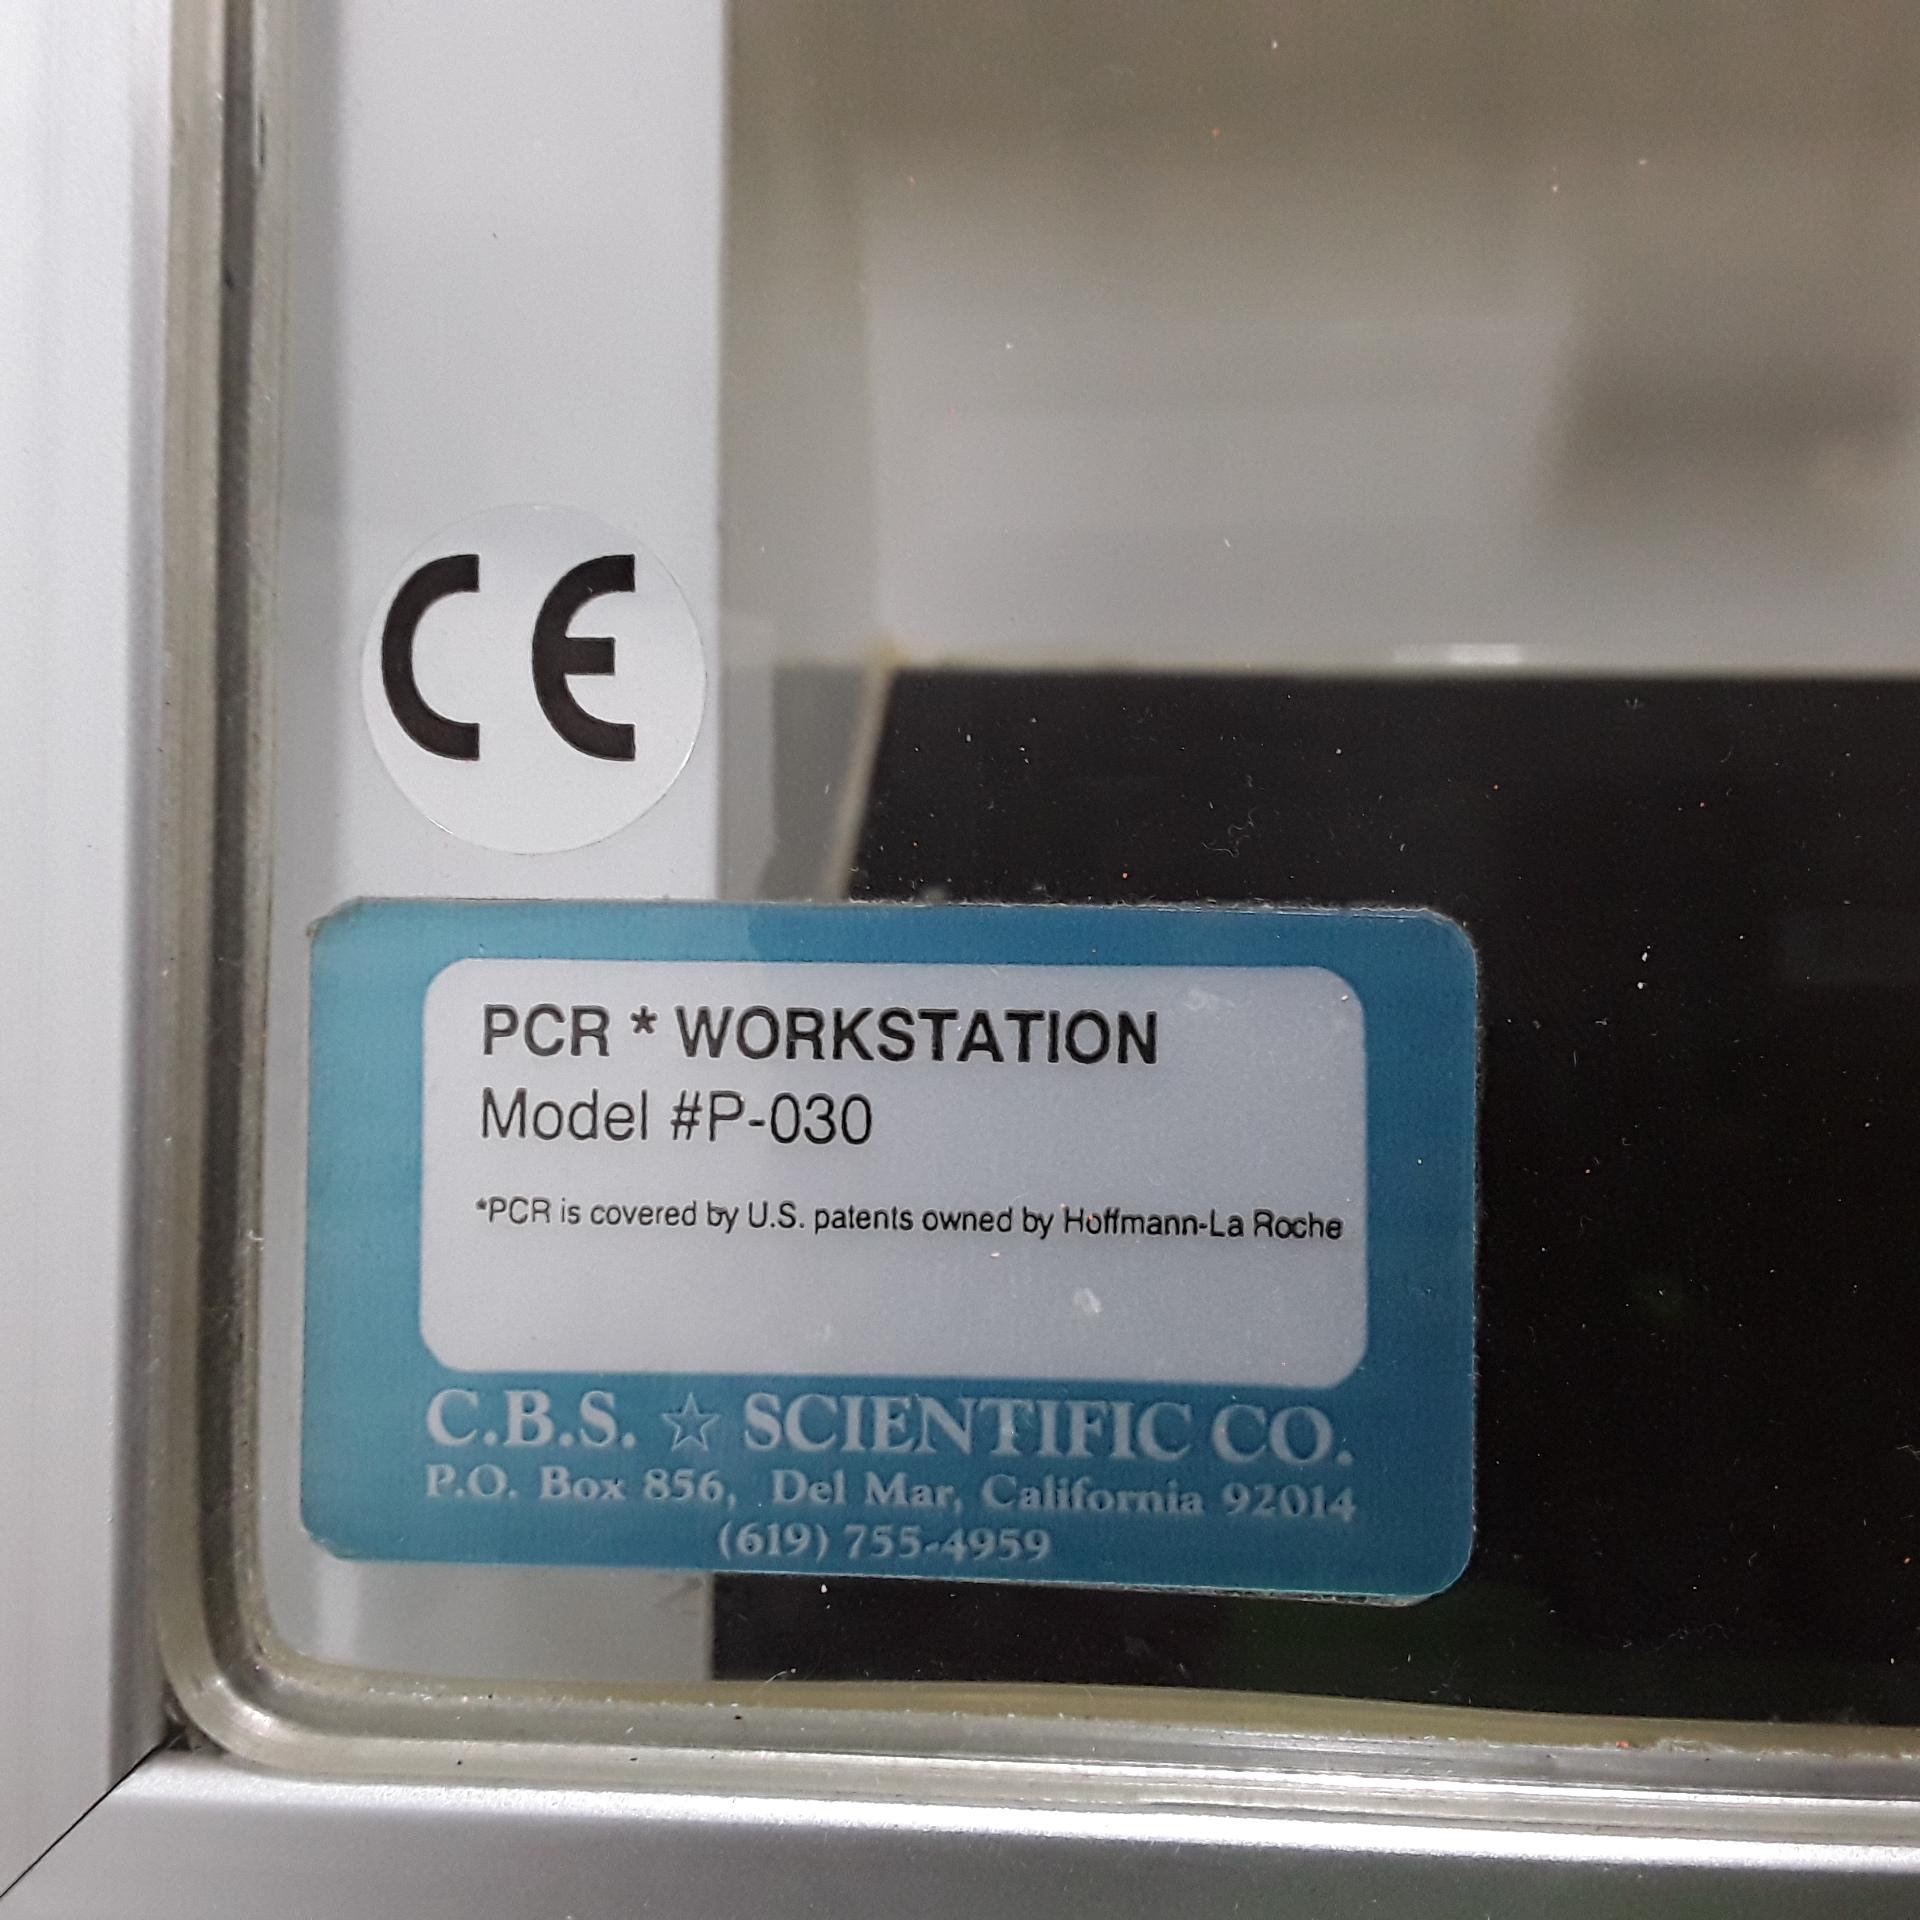 CE
PCR * WORKSTATION
Model #P-030
*PCR is covered by U.S. patents owned by Hoffmann-La Roche
C.B.S. ☆ SCIENTIFIC CO.
P.O. Box 856, Del Mar, California 92014
(619) 755-4959